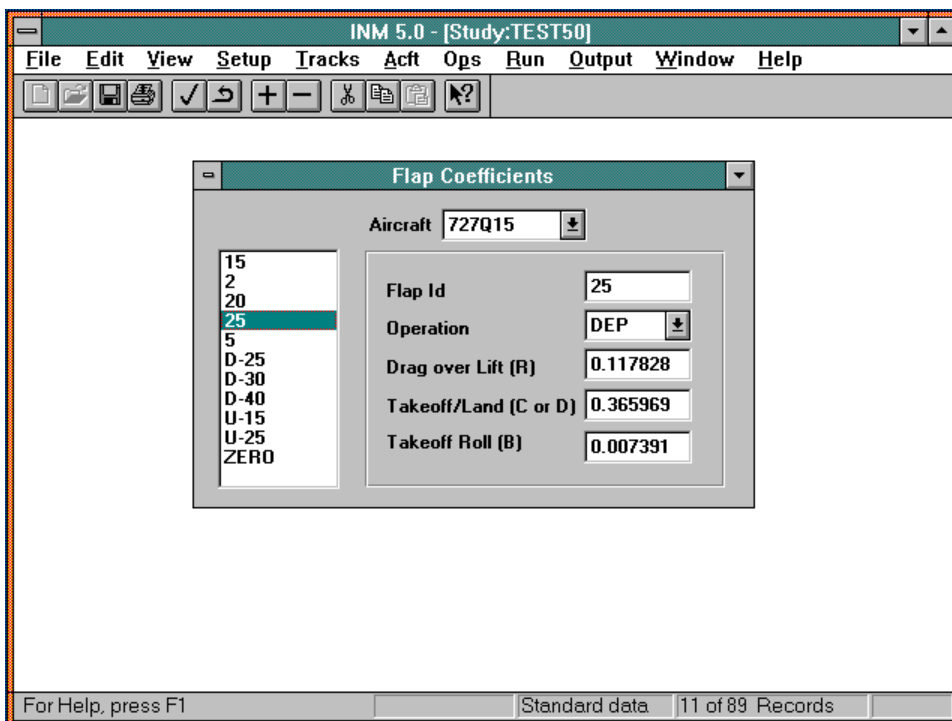 INM 5.0 - [Study:TEST50]
File Edit View Setup Tracks Acft Ops Run Output Window Help
Flap Coefficients
Aircraft 727Q15
15
2
20
25
5
D-25
D-30
D-40
U-15
U-25
ZERO
Flap Id 25
Operation DEP
Drag over Lift (R) 0.117828
Takeoff/Land (C or D) 0.365969
Takeoff Roll (B) 0.007391
For Help, press F1 Standard data 11 of 89 Records